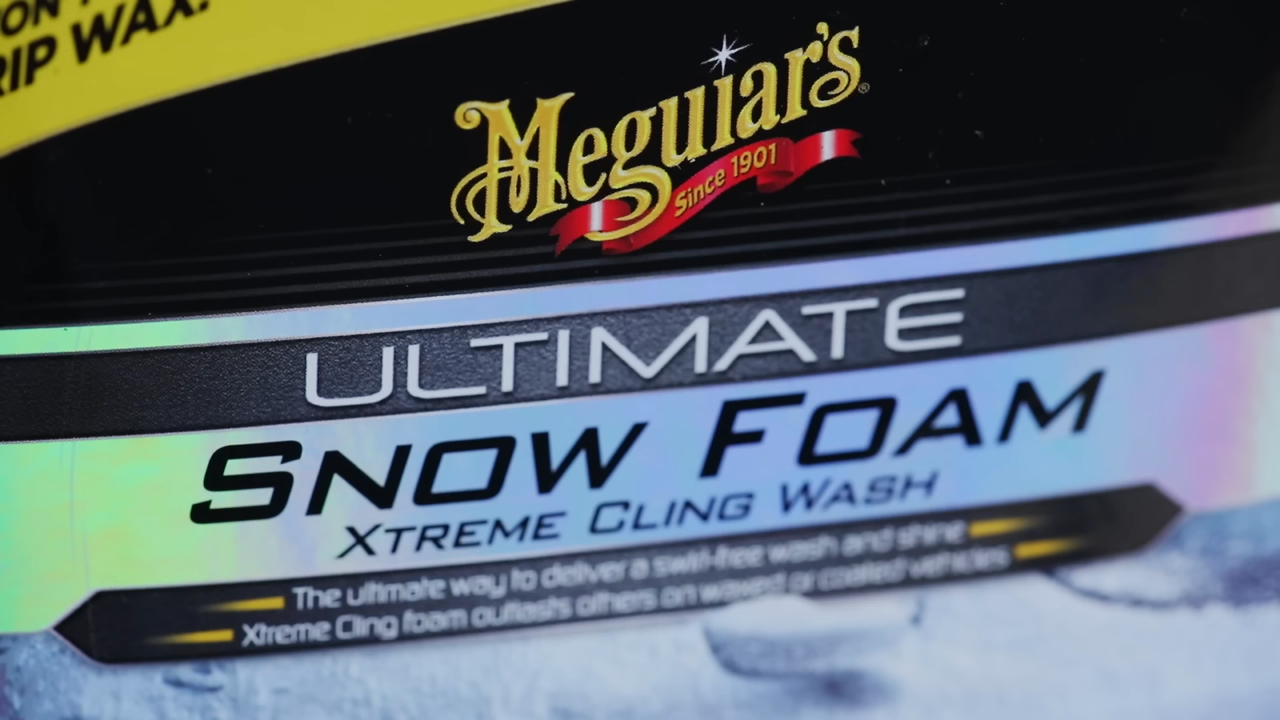 ON
RIP WAX.
Meguiar's®
Since 1901
ULTIMATE
SNOW FOAM
XTREME CLING WASH
The ultimate way to deliver a swirl-free wash and shine
Xtreme Cling foam outlasts others on waxed or coated vehicles